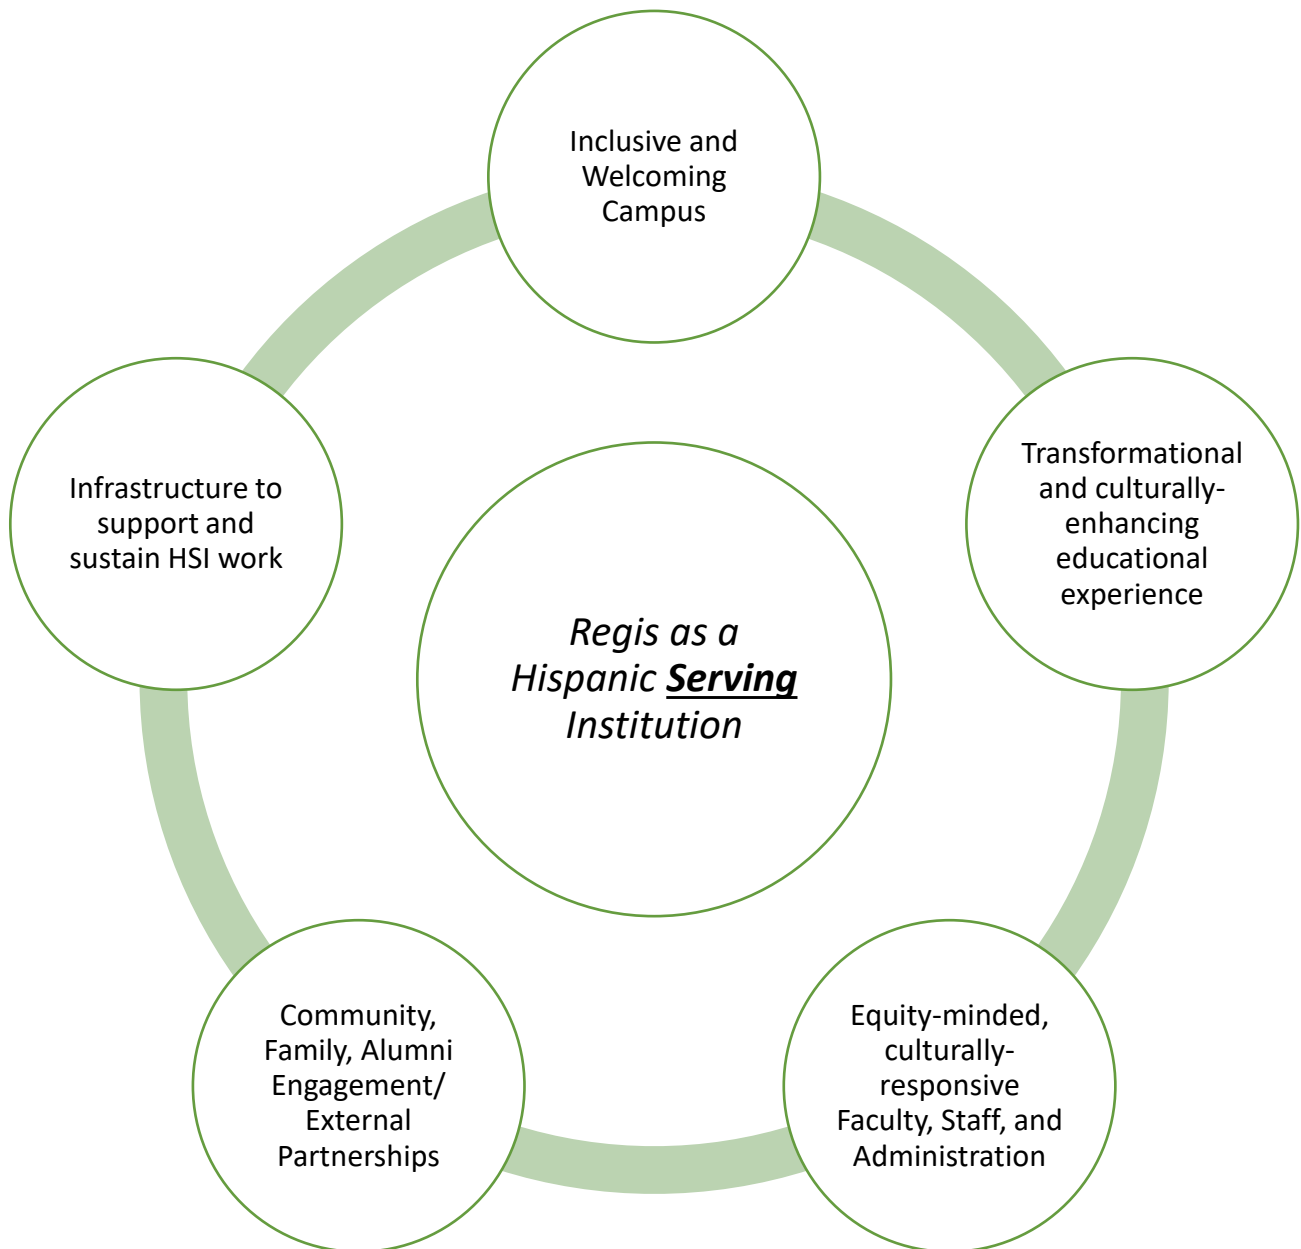 Inclusive and
Welcoming
Campus
Transformational
and culturally-
enhancing
educational
experience
Equity-minded,
culturally-
responsive
Faculty, Staff, and
Administration
Community,
Family, Alumni
Engagement/
External
Partnerships
Infrastructure to
support and
sustain HSI work
Regis as a
Hispanic Serving
Institution